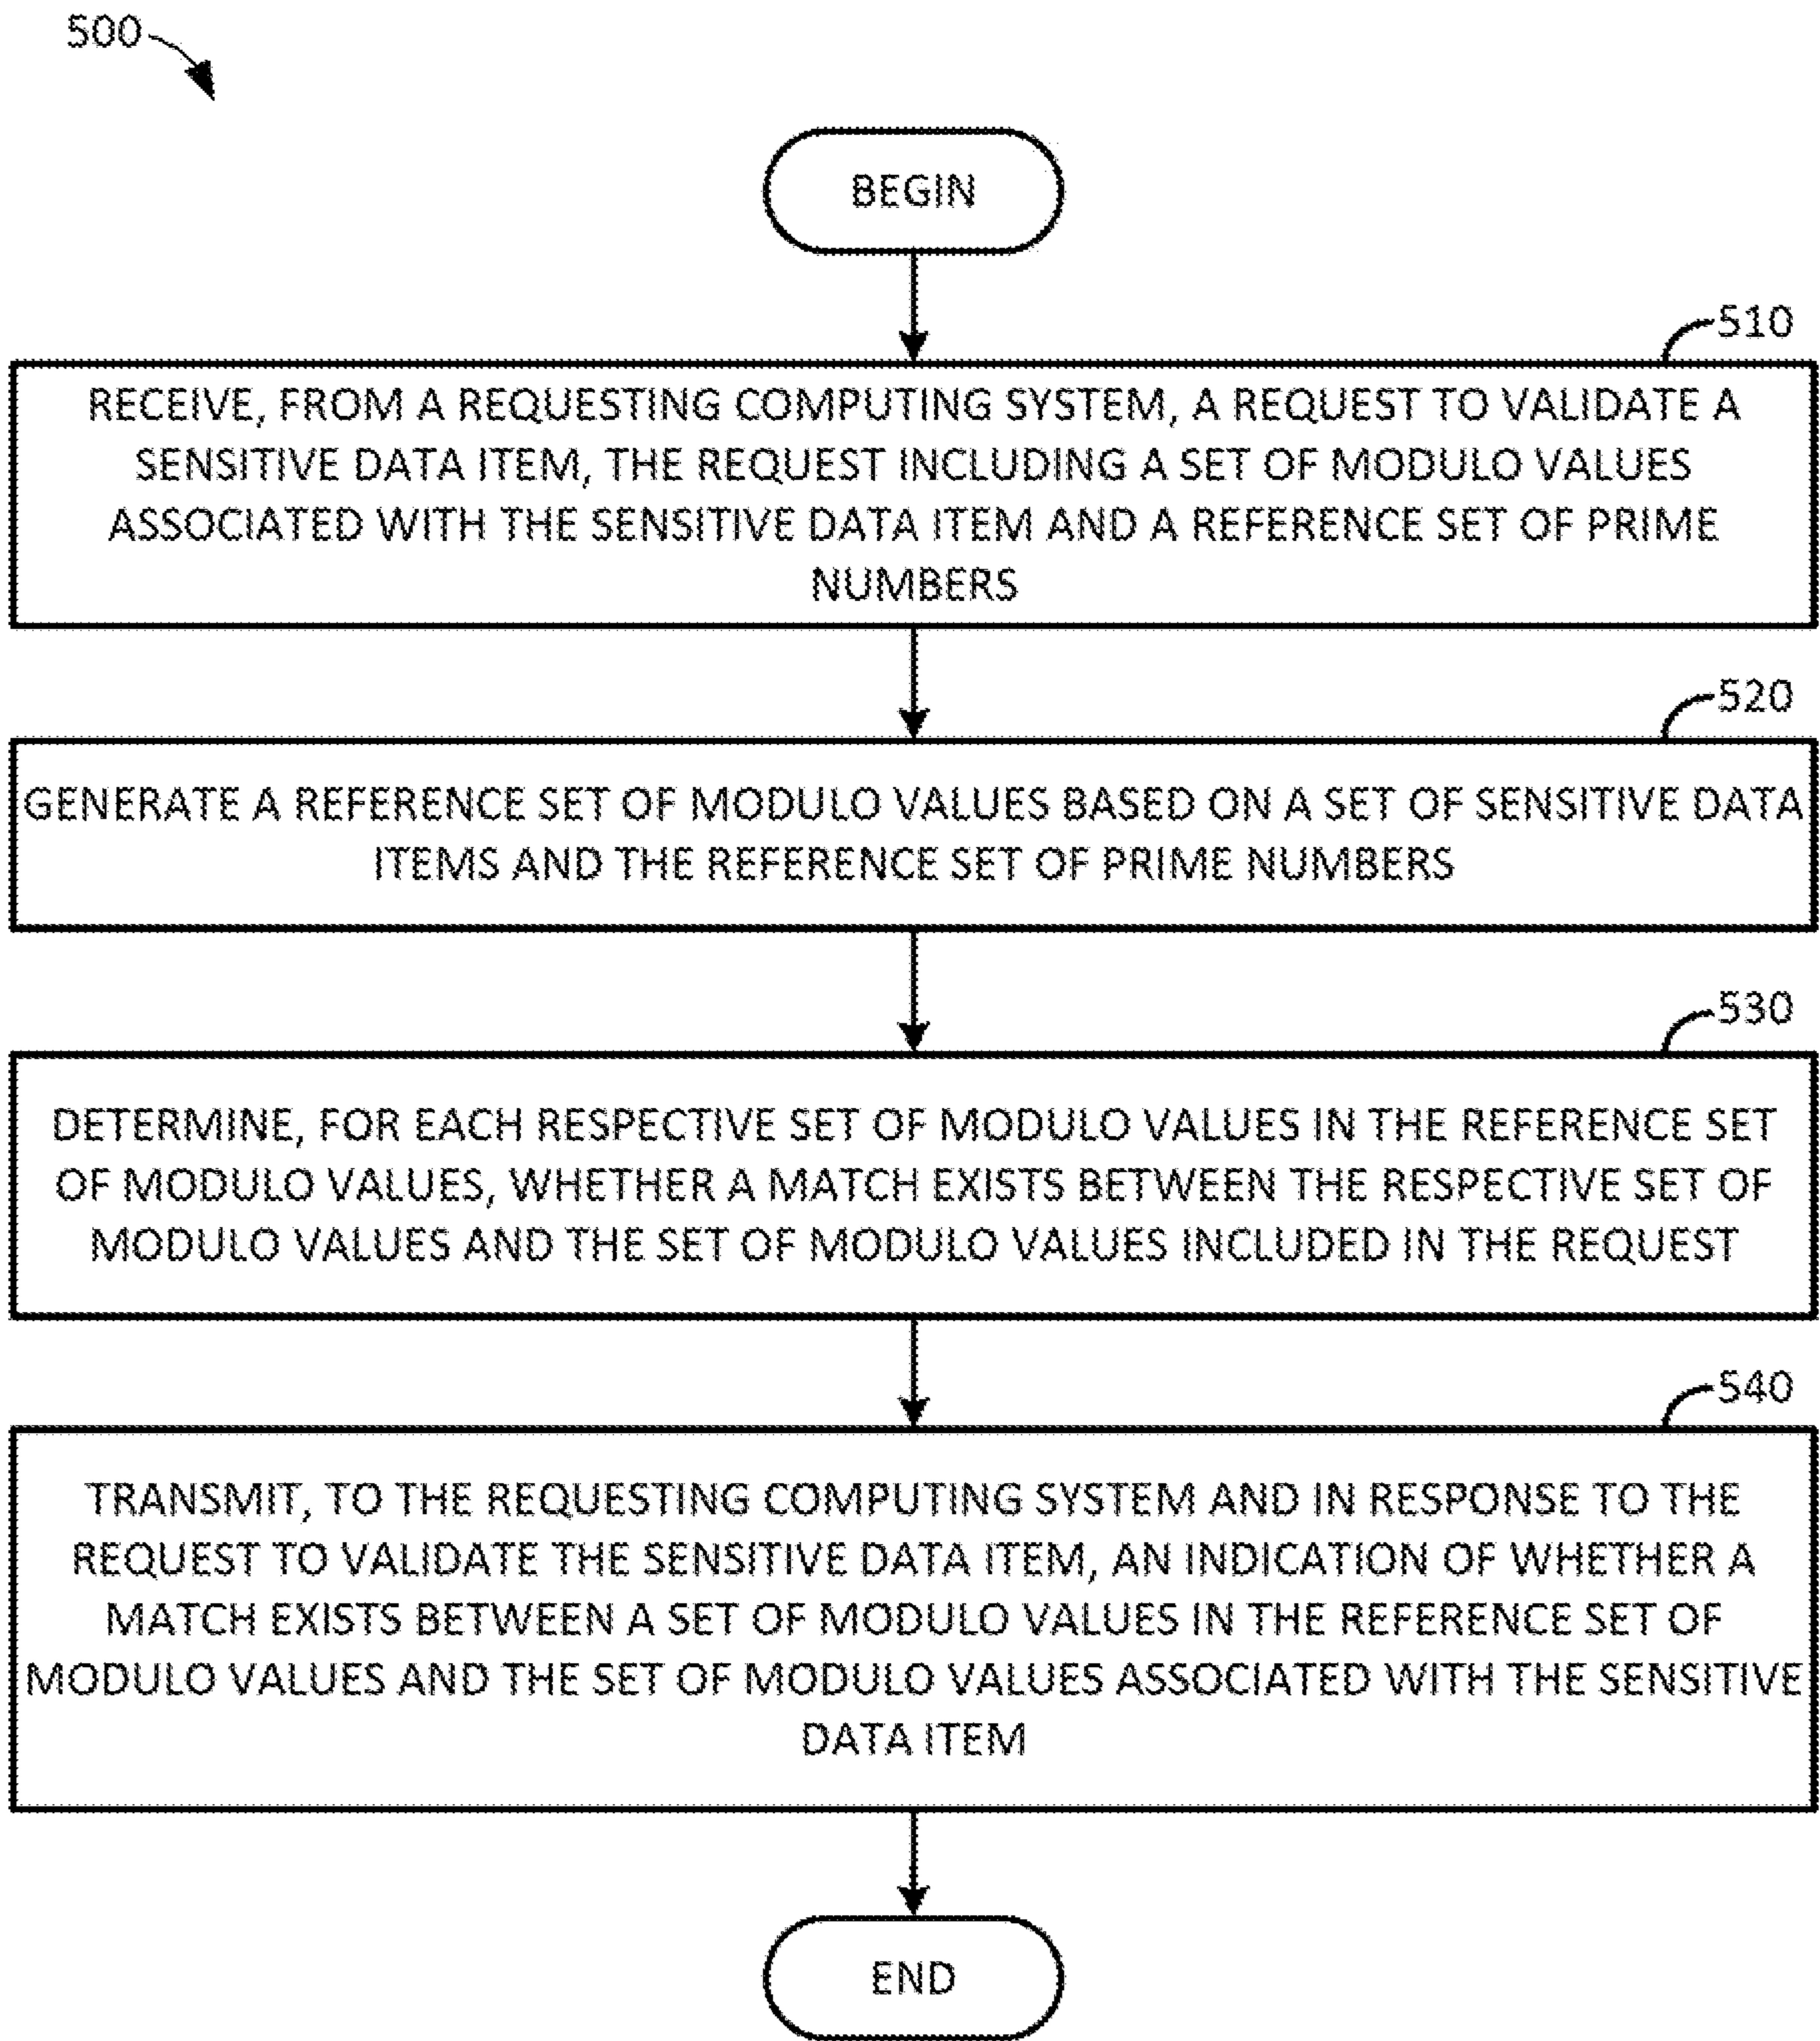 500
BEGIN
510
RECEIVE, FROM A REQUESTING COMPUTING SYSTEM, A REQUEST TO VALIDATE A
SENSITIVE DATA ITEM, THE REQUEST INCLUDING A SET OF MODULO VALUES
ASSOCIATED WITH THE SENSITIVE DATA ITEM AND A REFERENCE SET OF PRIME
NUMBERS
520
GENERATE A REFERENCE SET OF MODULO VALUES BASED ON A SET OF SENSITIVE DATA
ITEMS AND THE REFERENCE SET OF PRIME NUMBERS
530
DETERMINE, FOR EACH RESPECTIVE SET OF MODULO VALUES IN THE REFERENCE SET
OF MODULO VALUES, WHETHER A MATCH EXISTS BETWEEN THE RESPECTIVE SET OF
MODULO VALUES AND THE SET OF MODULO VALUES INCLUDED IN THE REQUEST
540
TRANSMIT, TO THE REQUESTING COMPUTING SYSTEM AND IN RESPONSE TO THE
REQUEST TO VALIDATE THE SENSITIVE DATA ITEM, AN INDICATION OF WHETHER A
MATCH EXISTS BETWEEN A SET OF MODULO VALUES IN THE REFERENCE SET OF
MODULO VALUES AND THE SET OF MODULO VALUES ASSOCIATED WITH THE SENSITIVE
DATA ITEM
END